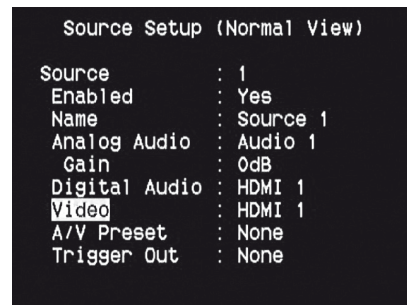 Source Setup (Normal View)
Source : 1
Enabled : Yes
Name : Source 1
Analog Audio : Audio 1
Gain : 0dB
Digital Audio : HDMI 1
Video : HDMI 1
A/V Preset : None
Trigger Out : None